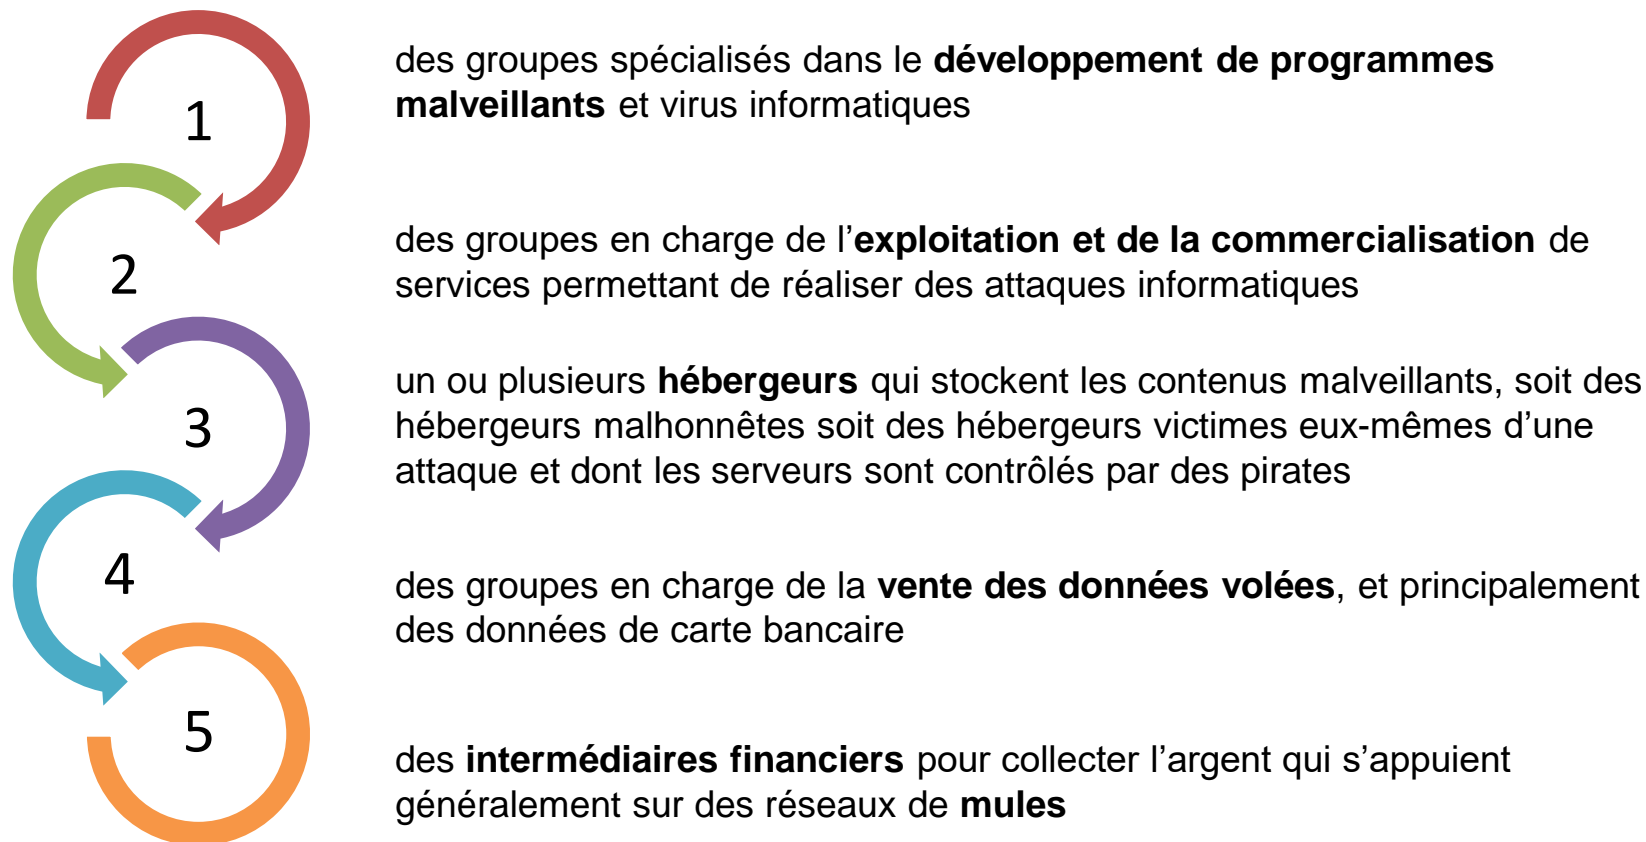 1
des groupes spécialisés dans le développement de programmes
malveillants et virus informatiques
2
des groupes en charge de l’exploitation et de la commercialisation de
services permettant de réaliser des attaques informatiques
3
un ou plusieurs hébergeurs qui stockent les contenus malveillants, soit des
hébergeurs malhonnêtes soit des hébergeurs victimes eux-mêmes d’une
attaque et dont les serveurs sont contrôlés par des pirates
4
des groupes en charge de la vente des données volées, et principalement
des données de carte bancaire
5
des intermédiaires financiers pour collecter l’argent qui s’appuient
généralement sur des réseaux de mules